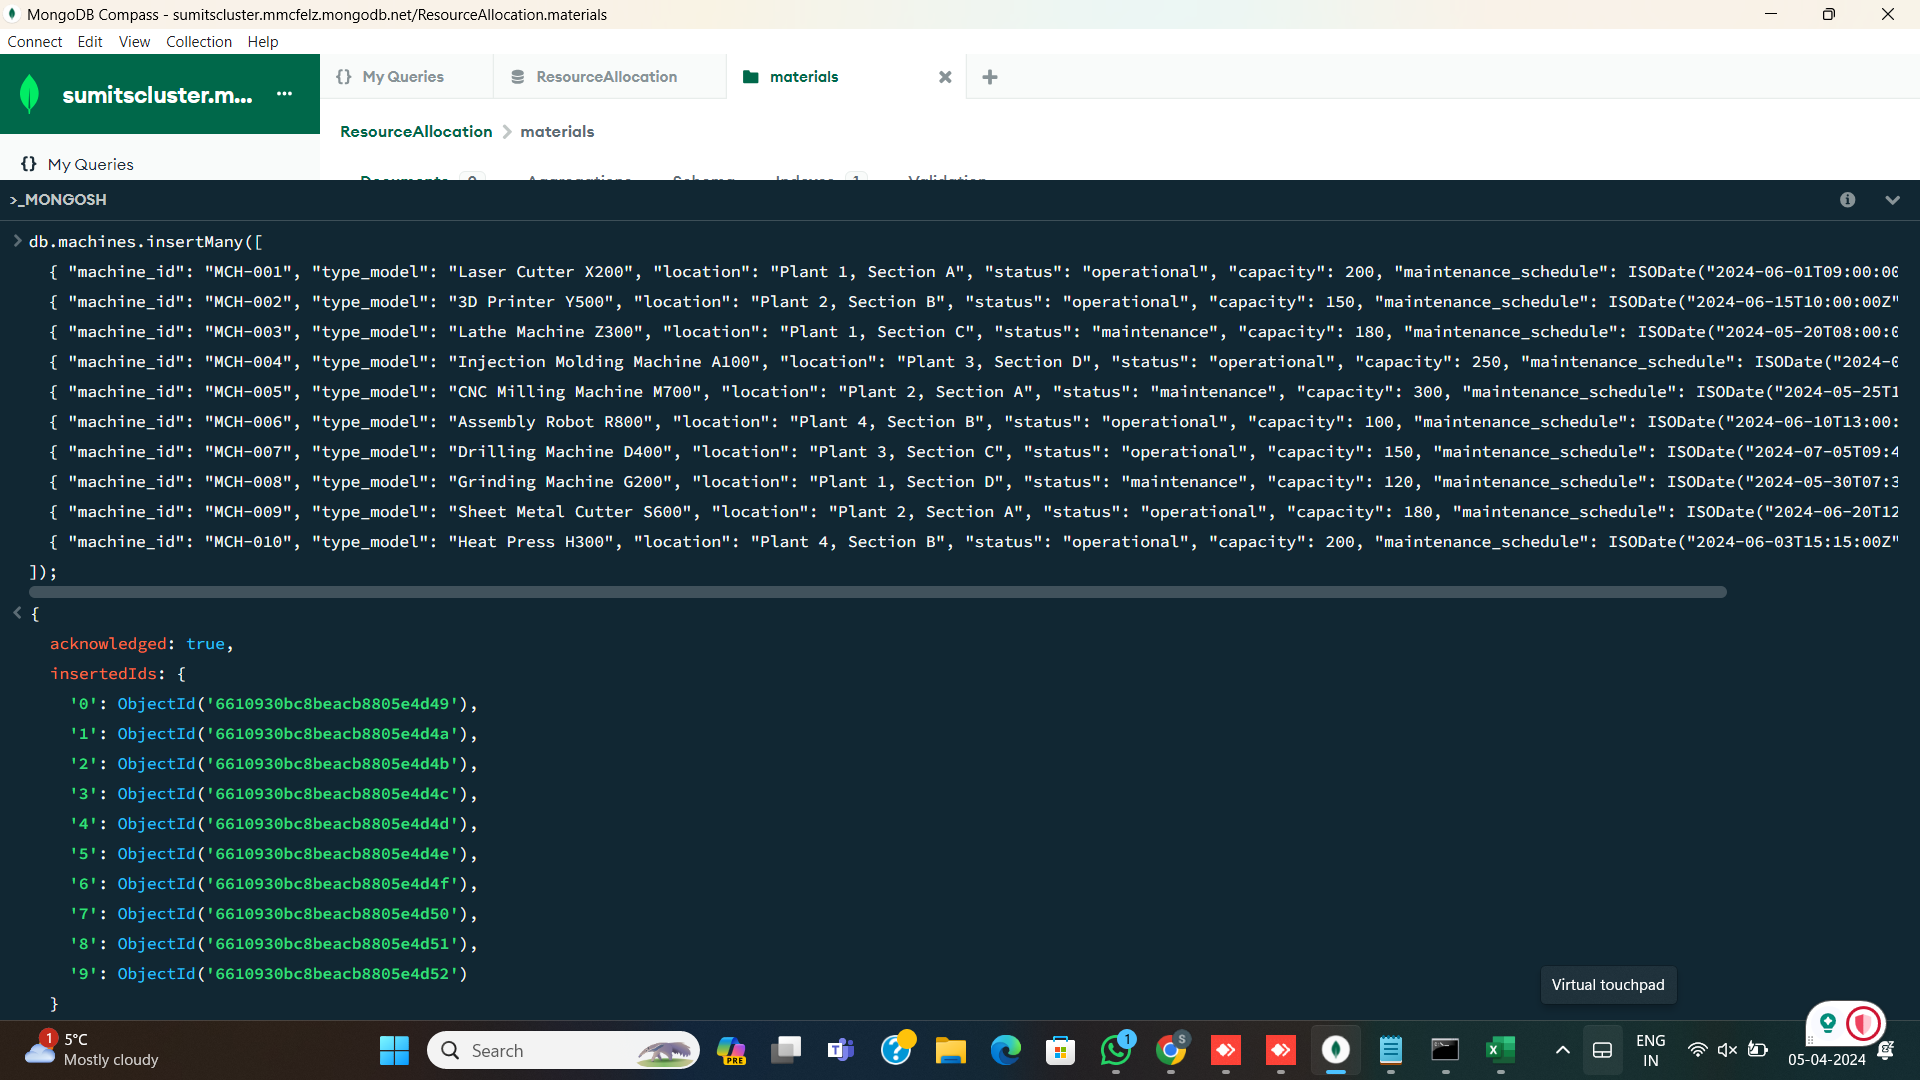 MongoDB Compass - sumitscluster.mmcfelz.mongodb.net/ResourceAllocation.materials
Connect Edit View Collection Help
sumitscluster.m... ···
{} My Queries
ResourceAllocation
materials
{} My Queries
ResourceAllocation > materials
Documents 0 Aggregations Schema Indexes 1 Validation
>_MONGOSH
> db.machines.insertMany([
{ "machine_id": "MCH-001", "type_model": "Laser Cutter X200", "location": "Plant 1, Section A", "status": "operational", "capacity": 200, "maintenance_schedule": ISODate("2024-06-01T09:00:00
{ "machine_id": "MCH-002", "type_model": "3D Printer Y500", "location": "Plant 2, Section B", "status": "operational", "capacity": 150, "maintenance_schedule": ISODate("2024-06-15T10:00:00Z"
{ "machine_id": "MCH-003", "type_model": "Lathe Machine Z300", "location": "Plant 1, Section C", "status": "maintenance", "capacity": 180, "maintenance_schedule": ISODate("2024-05-20T08:00:0
{ "machine_id": "MCH-004", "type_model": "Injection Molding Machine A100", "location": "Plant 3, Section D", "status": "operational", "capacity": 250, "maintenance_schedule": ISODate("2024-0
{ "machine_id": "MCH-005", "type_model": "CNC Milling Machine M700", "location": "Plant 2, Section A", "status": "maintenance", "capacity": 300, "maintenance_schedule": ISODate("2024-05-25T1
{ "machine_id": "MCH-006", "type_model": "Assembly Robot R800", "location": "Plant 4, Section B", "status": "operational", "capacity": 100, "maintenance_schedule": ISODate("2024-06-10T13:00:
{ "machine_id": "MCH-007", "type_model": "Drilling Machine D400", "location": "Plant 3, Section C", "status": "operational", "capacity": 150, "maintenance_schedule": ISODate("2024-07-05T09:4
{ "machine_id": "MCH-008", "type_model": "Grinding Machine G200", "location": "Plant 1, Section D", "status": "maintenance", "capacity": 120, "maintenance_schedule": ISODate("2024-05-30T07:3
{ "machine_id": "MCH-009", "type_model": "Sheet Metal Cutter S600", "location": "Plant 2, Section A", "status": "operational", "capacity": 180, "maintenance_schedule": ISODate("2024-06-20T12
{ "machine_id": "MCH-010", "type_model": "Heat Press H300", "location": "Plant 4, Section B", "status": "operational", "capacity": 200, "maintenance_schedule": ISODate("2024-06-03T15:15:00Z"
]);
< {
acknowledged: true,
insertedIds: {
'0': ObjectId('6610930bc8beacb8805e4d49'),
'1': ObjectId('6610930bc8beacb8805e4d4a'),
'2': ObjectId('6610930bc8beacb8805e4d4b'),
'3': ObjectId('6610930bc8beacb8805e4d4c'),
'4': ObjectId('6610930bc8beacb8805e4d4d'),
'5': ObjectId('6610930bc8beacb8805e4d4e'),
'6': ObjectId('6610930bc8beacb8805e4d4f'),
'7': ObjectId('6610930bc8beacb8805e4d50'),
'8': ObjectId('6610930bc8beacb8805e4d51'),
'9': ObjectId('6610930bc8beacb8805e4d52')
}
Virtual touchpad
1
5°C
Mostly cloudy
Search
PRE
1
S
ENG
IN
05-04-2024